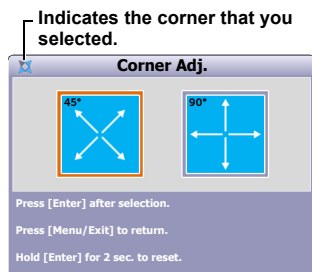 Indicates the corner that you
selected.
Corner Adj.
45° 90°
Press [Enter] after selection.
Press [Menu/Exit] to return.
Hold [Enter] for 2 sec. to reset.